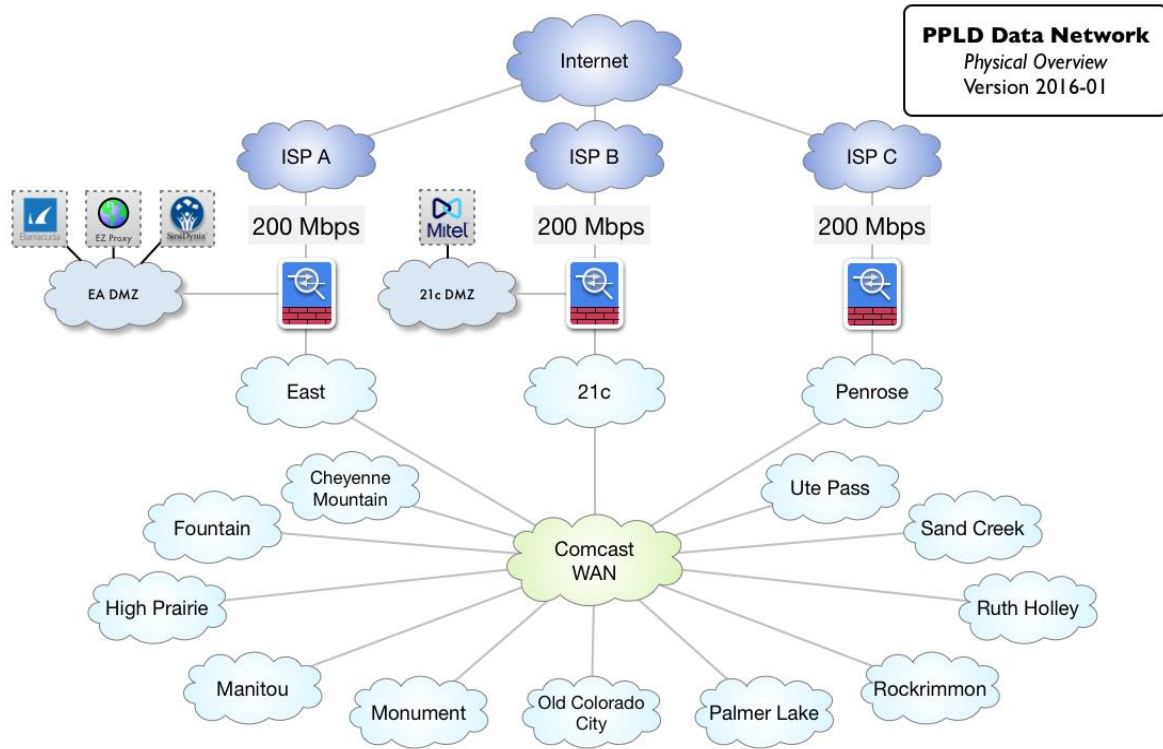 PPLD Data Network
Physical Overview
Version 2016-01
Internet
ISP A
ISP B
ISP C
Barracuda
EZ Proxy
SirsiDynix
Mitel
200 Mbps
200 Mbps
200 Mbps
EA DMZ
21c DMZ
East
21c
Penrose
Cheyenne
Mountain
Ute Pass
Fountain
Sand Creek
Comcast
WAN
High Prairie
Ruth Holley
Manitou
Rockrimmon
Monument
Old Colorado
City
Palmer Lake